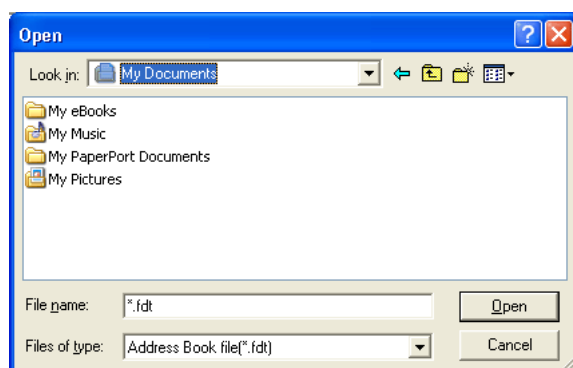 Open
Look in: My Documents
My eBooks
My Music
My PaperPort Documents
My Pictures
File name: *.fdt Open
Files of type: Address Book file(*.fdt) Cancel